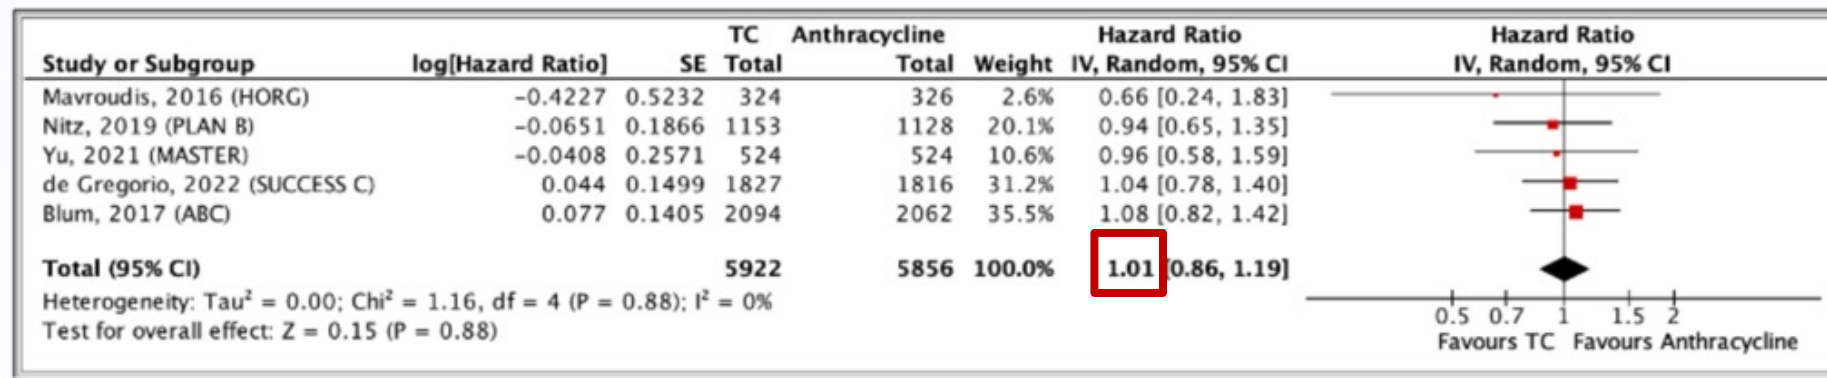 TC Anthracycline Hazard Ratio Hazard Ratio
Study or Subgroup log[Hazard Ratio] SE Total Total Weight IV, Random, 95% CI IV, Random, 95% CI
Mavroudis, 2016 (HORG) −0.4227 0.5232 324 326 2.6% 0.66 [0.24, 1.83]
Nitz, 2019 (PLAN B) −0.0651 0.1866 1153 1128 20.1% 0.94 [0.65, 1.35]
Yu, 2021 (MASTER) −0.0408 0.2571 524 524 10.6% 0.96 [0.58, 1.59]
de Gregorio, 2022 (SUCCESS C) 0.044 0.1499 1827 1816 31.2% 1.04 [0.78, 1.40]
Blum, 2017 (ABC) 0.077 0.1405 2094 2062 35.5% 1.08 [0.82, 1.42]
Total (95% CI) 5922 5856 100.0% 1.01 [0.86, 1.19]
Heterogeneity: Tau² = 0.00; Chi² = 1.16, df = 4 (P = 0.88); I² = 0%
Test for overall effect: Z = 0.15 (P = 0.88)
0.5 0.7 1 1.5 2
Favours TC Favours Anthracycline